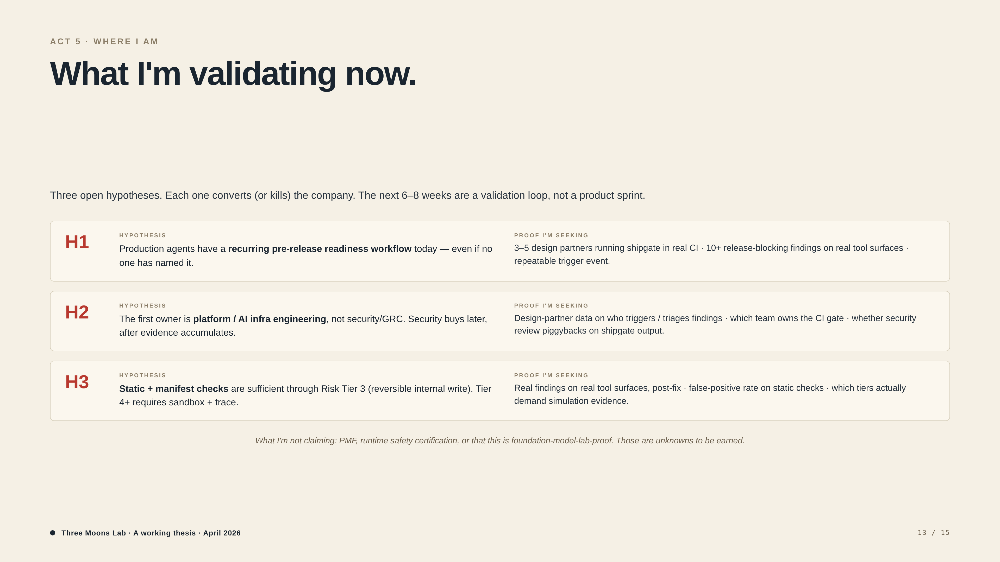 ACT 5 · WHERE I AM
What I'm validating now.
Three open hypotheses. Each one converts (or kills) the company. The next 6–8 weeks are a validation loop, not a product sprint.
H1
HYPOTHESIS
Production agents have a recurring pre-release readiness workflow today — even if no
one has named it.
PROOF I'M SEEKING
3–5 design partners running shipgate in real CI · 10+ release-blocking findings on real tool surfaces ·
repeatable trigger event.
H2
HYPOTHESIS
The first owner is platform / AI infra engineering, not security/GRC. Security buys later,
after evidence accumulates.
PROOF I'M SEEKING
Design-partner data on who triggers / triages findings · which team owns the CI gate · whether security
review piggybacks on shipgate output.
H3
HYPOTHESIS
Static + manifest checks are sufficient through Risk Tier 3 (reversible internal write). Tier
4+ requires sandbox + trace.
PROOF I'M SEEKING
Real findings on real tool surfaces, post-fix · false-positive rate on static checks · which tiers actually
demand simulation evidence.
What I'm not claiming: PMF, runtime safety certification, or that this is foundation-model-lab-proof. Those are unknowns to be earned.
Three Moons Lab · A working thesis · April 2026
13 / 15